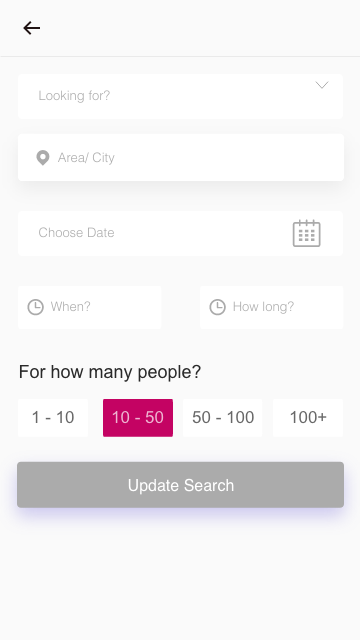 Looking for?
Area/ City
Choose Date
When? How long?
For how many people?
1 - 10 10 - 50 50 - 100 100+
Update Search